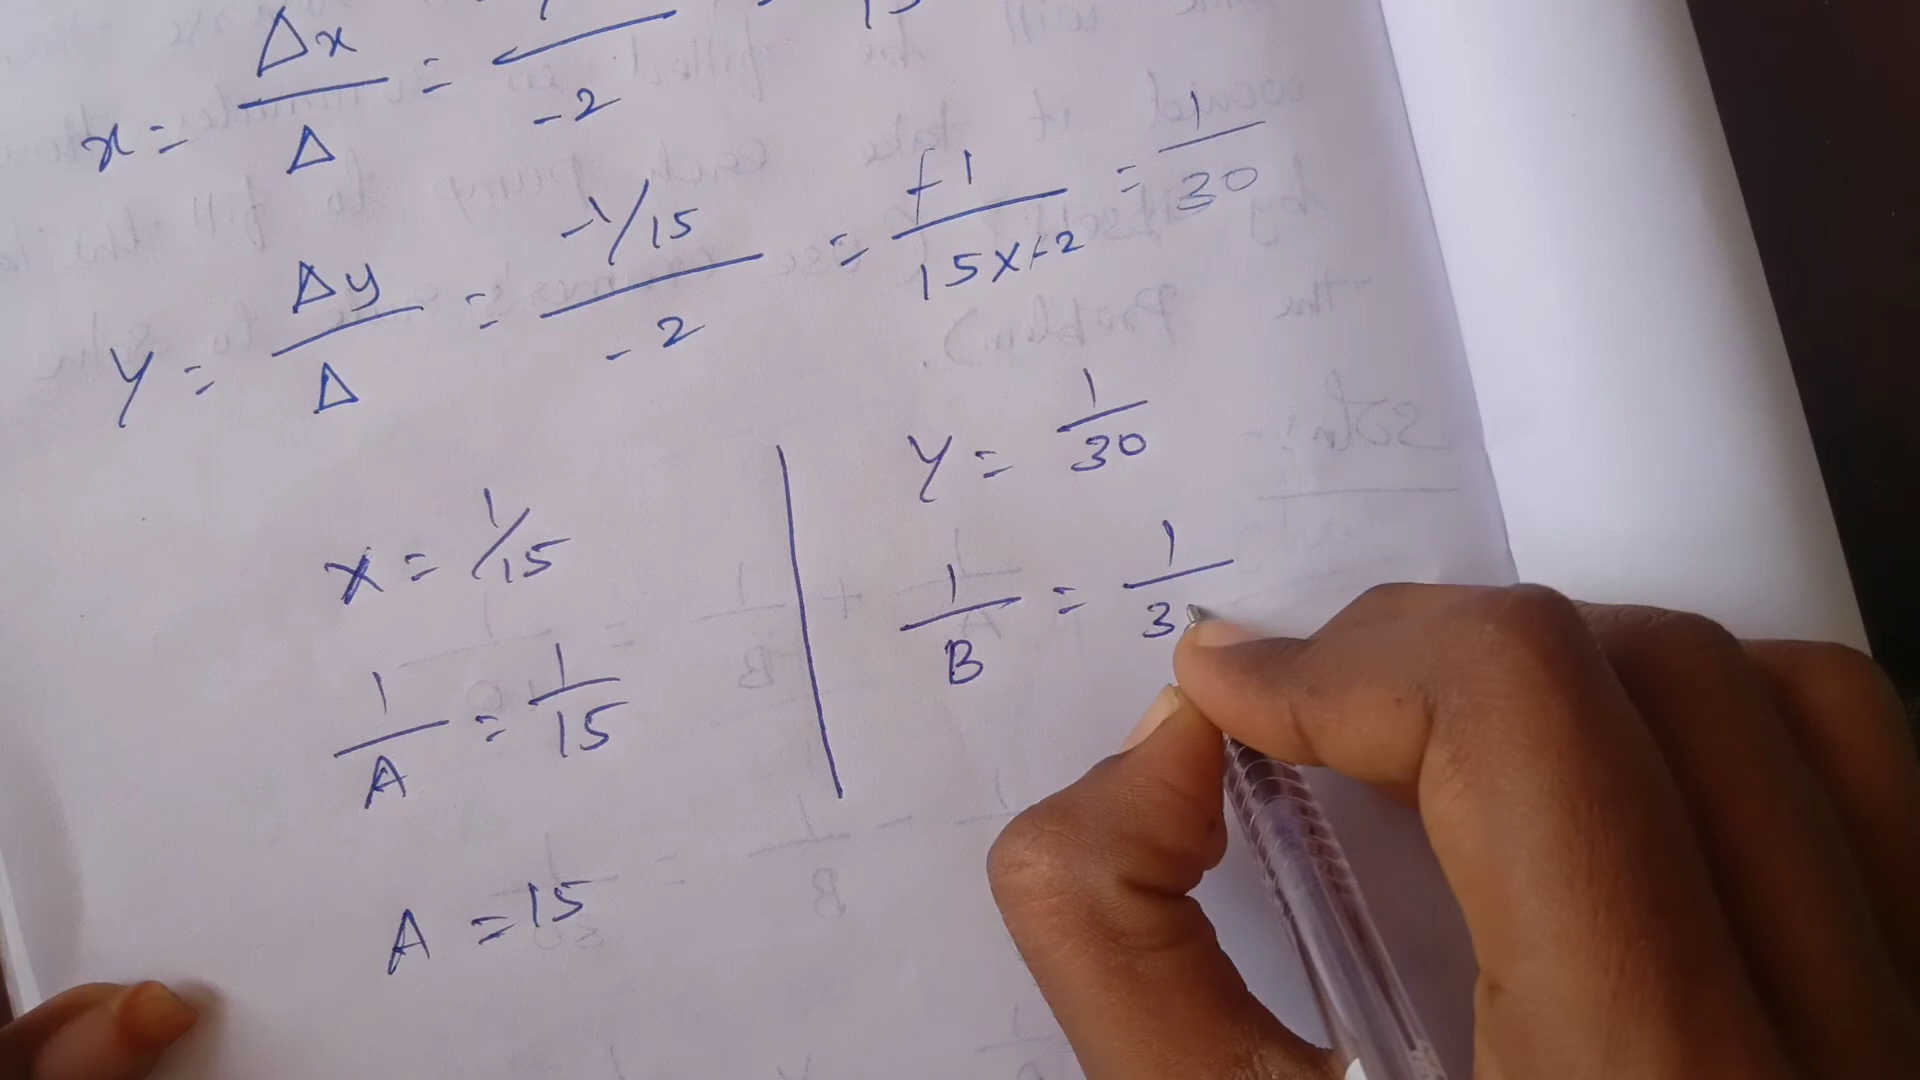 x = Δx/Δ = /-2
y = Δy/Δ = (-1/15)/-2 = -1/(15x-2) = 1/30
y = 1/30
x = 1/15
1/B = 1/3
1/A = 1/15
A = 15